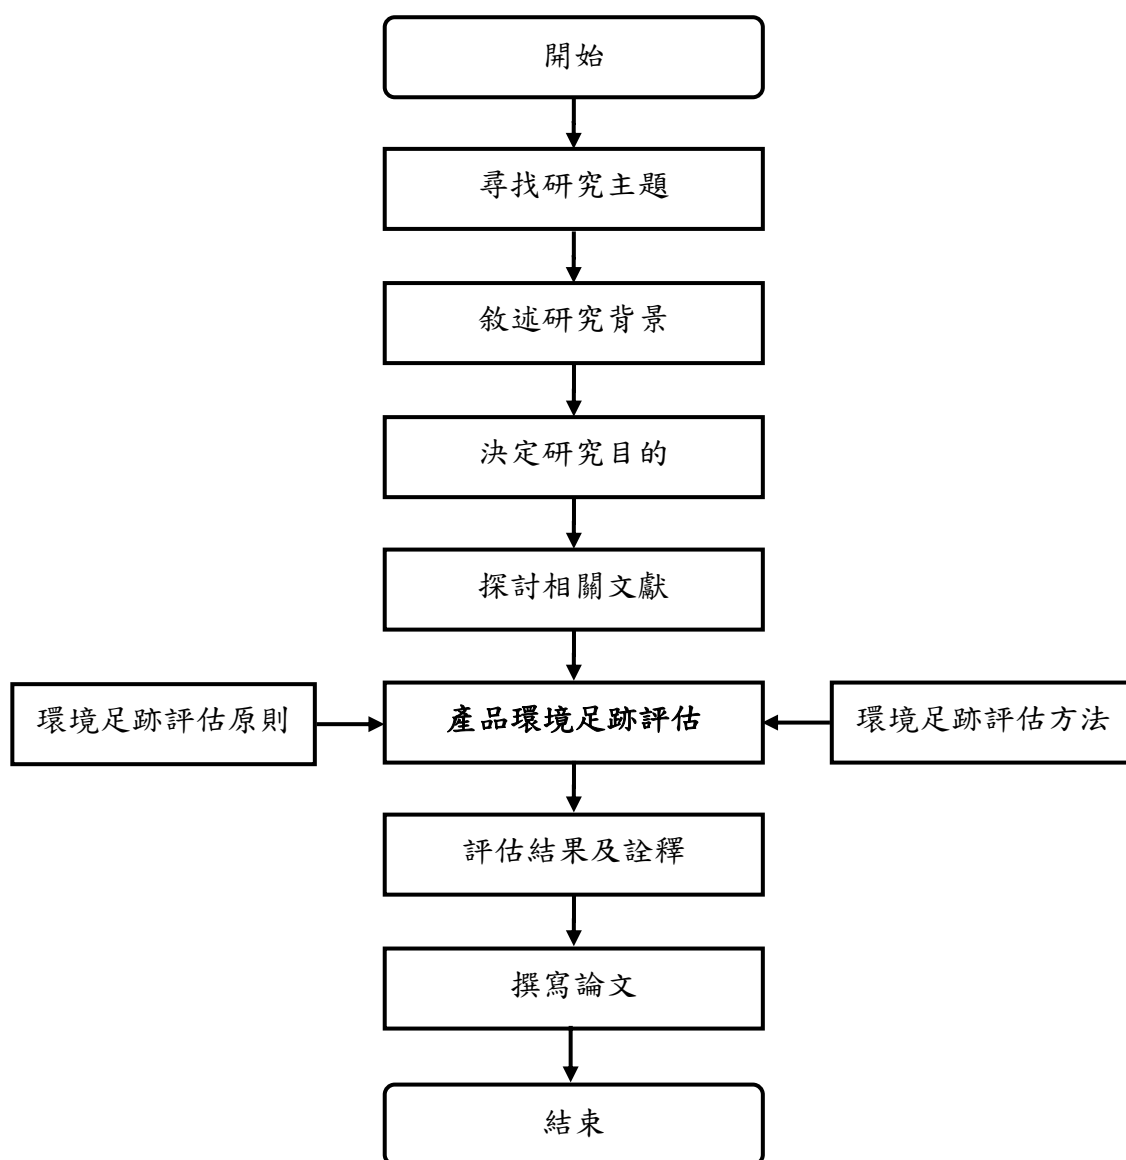 開始
尋找研究主題
敘述研究背景
決定研究目的
探討相關文獻
環境足跡評估原則
產品環境足跡評估
環境足跡評估方法
評估結果及詮釋
撰寫論文
結束